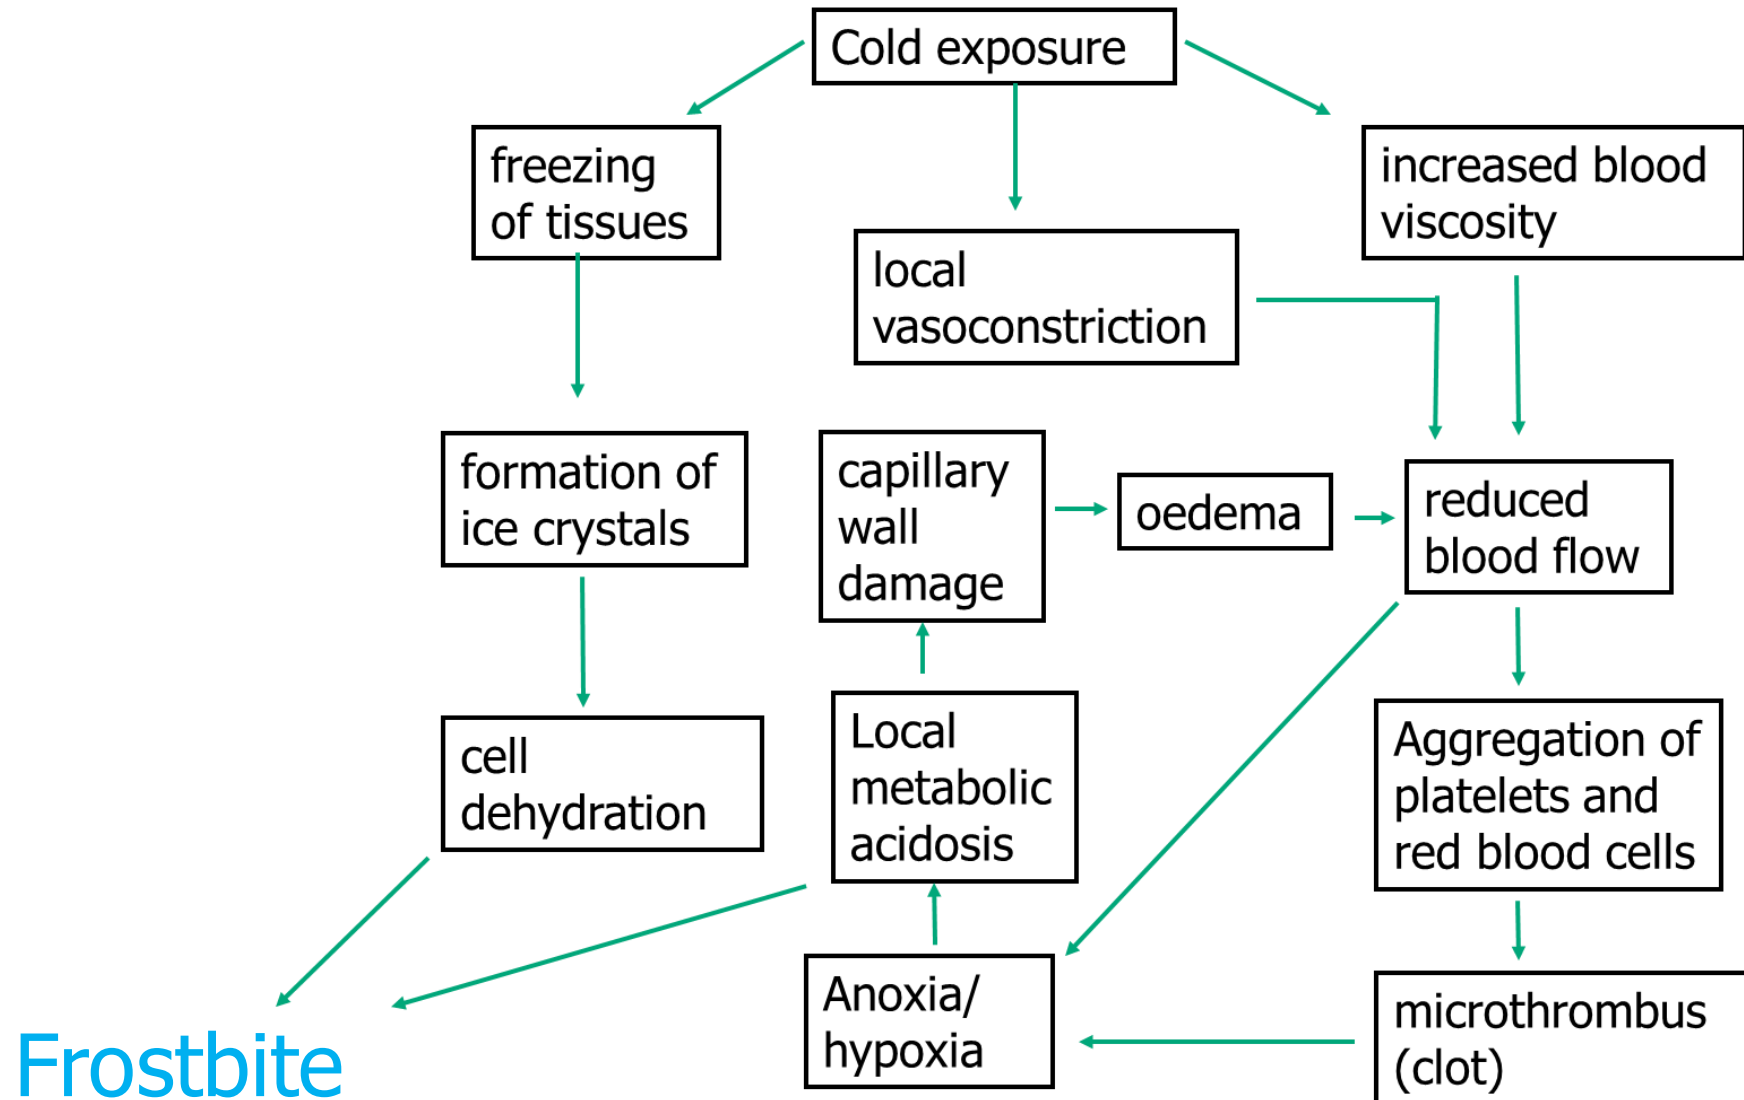 Cold exposure
freezing
of tissues
increased blood
viscosity
local
vasoconstriction
formation of
ice crystals
capillary
wall
damage
oedema
reduced
blood flow
cell
dehydration
Local
metabolic
acidosis
Aggregation of
platelets and
red blood cells
Anoxia/
hypoxia
microthrombus
(clot)
Frostbite